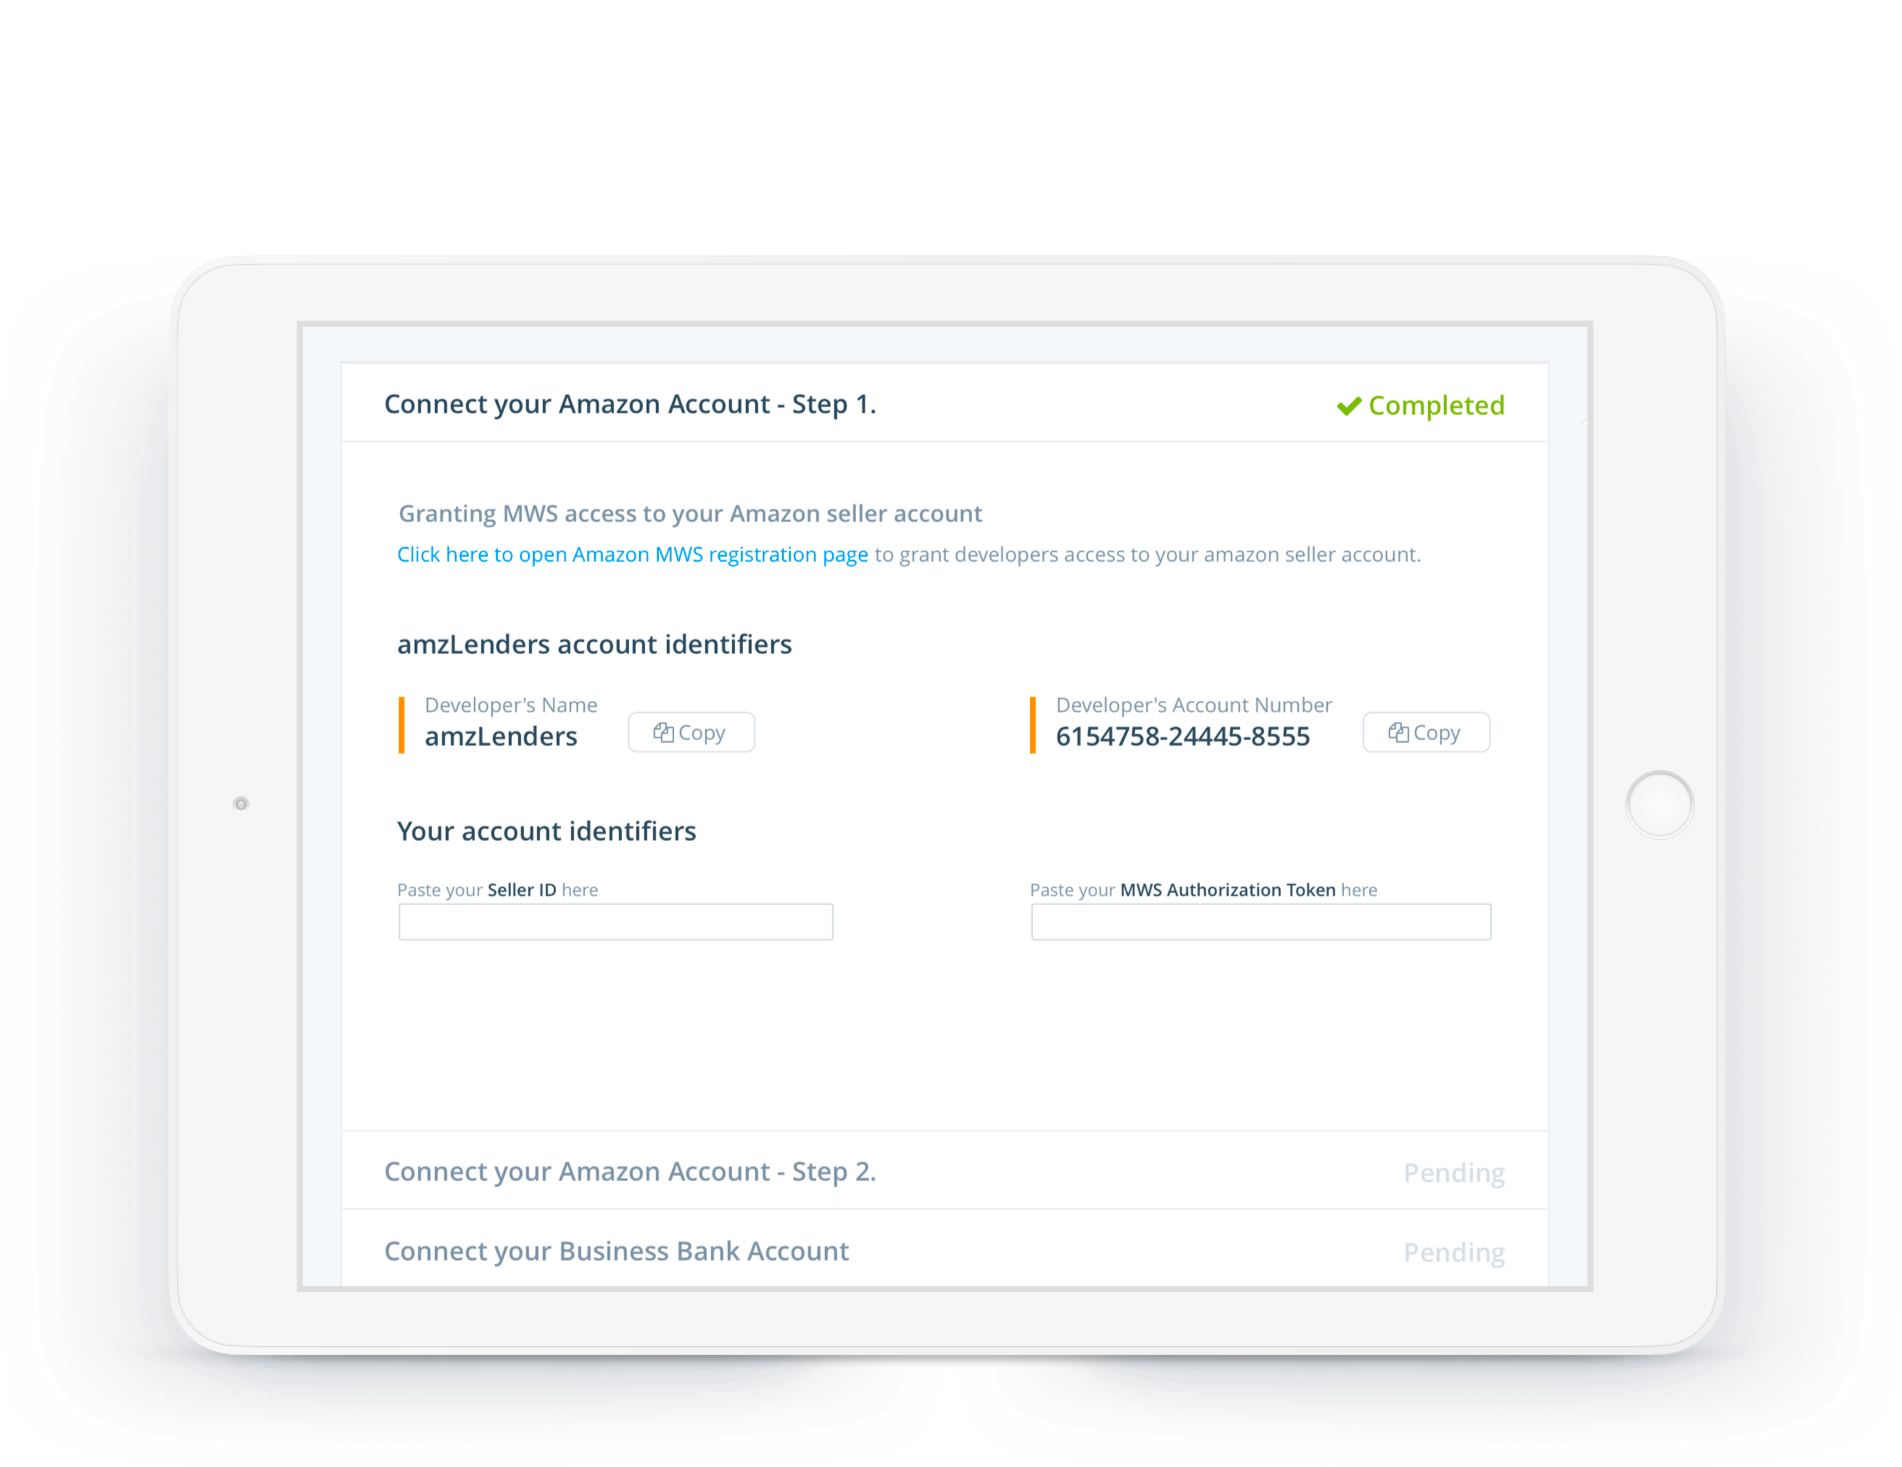 Connect your Amazon Account - Step 1.
Completed
Granting MWS access to your Amazon seller account
Click here to open Amazon MWS registration page to grant developers access to your amazon seller account.
amzLenders account identifiers
Developer's Name
amzLenders
Copy
Developer's Account Number
6154758-24445-8555
Copy
Your account identifiers
Paste your Seller ID here
Paste your MWS Authorization Token here
Connect your Amazon Account - Step 2.
Pending
Connect your Business Bank Account
Pending